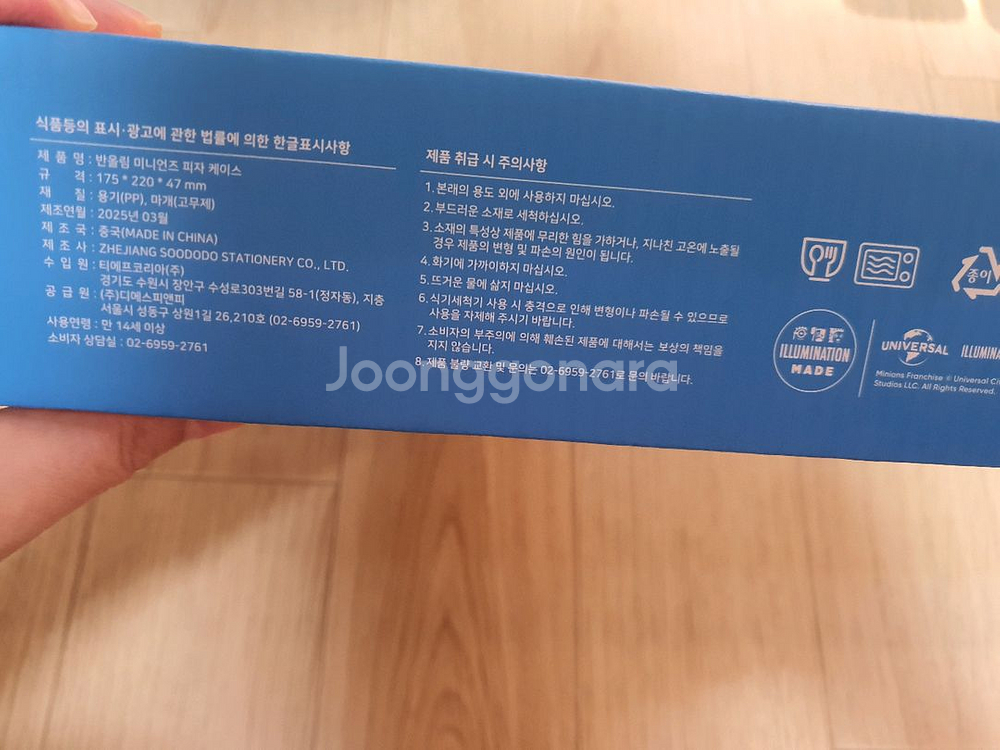 식품등의 표시·광고에 관한 법률에 의한 한글표시사항
제 품 명 : 반올림 미니언즈 피자 케이스
규 격 : 175 * 220 * 47 mm
재 질 : 용기(PP), 마개(고무제)
제조연월 : 2025년 03월
제 조 국 : 중국(MADE IN CHINA)
제 조 사 : ZHEJIANG SOODODO STATIONERY CO., LTD.
수 입 원 : 티에프코리아(주)
경기도 수원시 장안구 수성로303번길 58-1(정자동), 지층
공 급 원 : (주)디에스피앤피
서울시 성동구 상원1길 26,210호 (02-6959-2761)
사용연령 : 만 14세 이상
소비자 상담실 : 02-6959-2761
제품 취급 시 주의사항
1. 본래의 용도 외에 사용하지 마십시오.
2. 부드러운 소재로 세척하십시오.
3. 소재의 특성상 제품에 무리한 힘을 가하거나, 지나친 고온에 노출될
경우 제품의 변형 및 파손의 원인이 됩니다.
4. 화기에 가까이하지 마십시오.
5. 뜨거운 물에 삶지 마십시오.
6. 식기세척기 사용 시 충격으로 인해 변형이나 파손될 수 있으므로
사용을 자제해 주시기 바랍니다.
7. 소비자의 부주의에 의해 훼손된 제품에 대해서는 보상의 책임을
지지 않습니다.
8. 제품 불량 교환 및 문의는 02-6959-2761로 문의 바랍니다.
종이
ILLUMINATION
MADE
UNIVERSAL
Minions Franchise © Universal
Studios LLC. All Rights Reserved.
Joonggonara